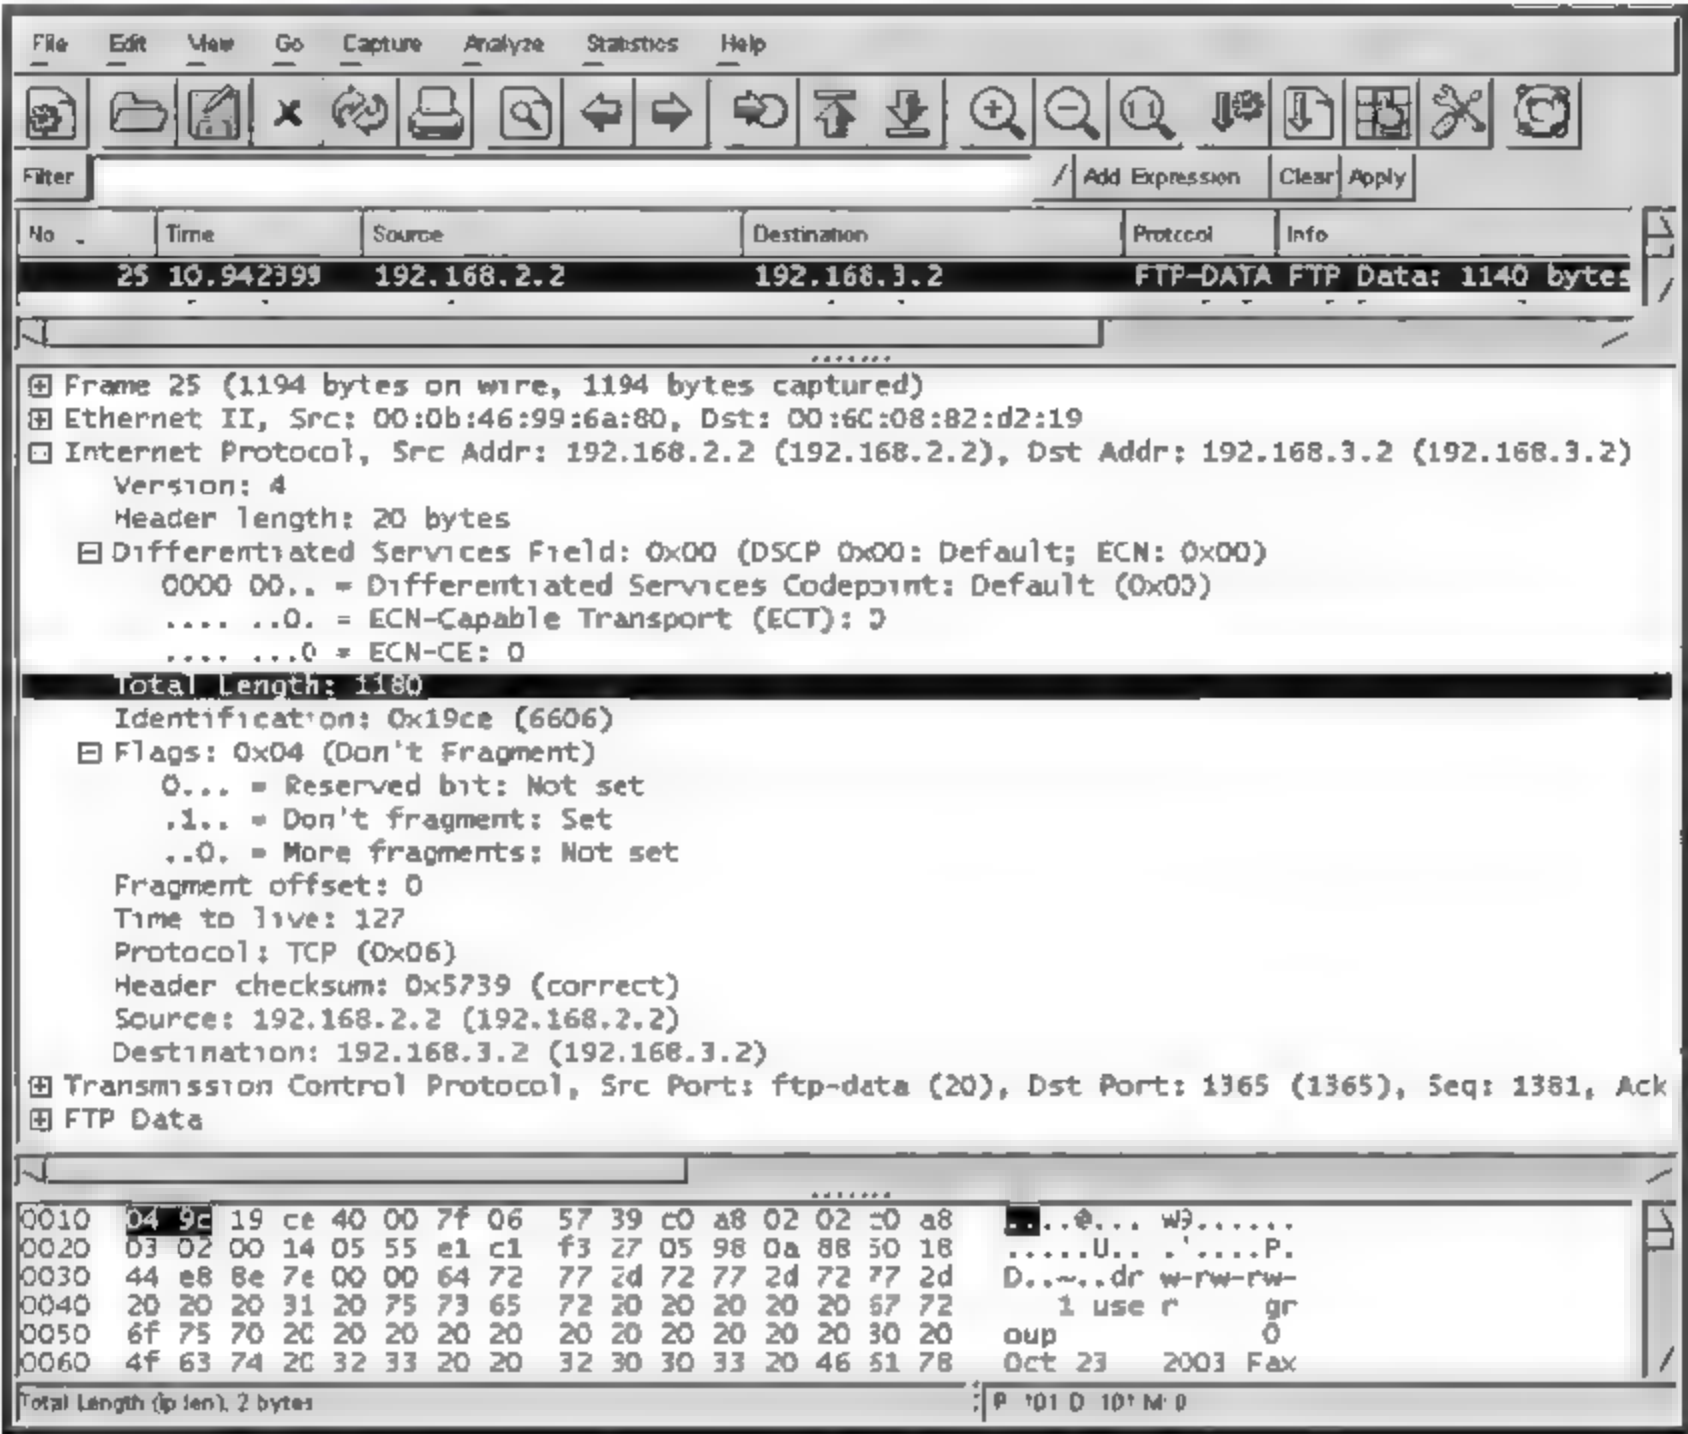 File Edit View Go Capture Analyze Statistics Help
Filter / Add Expression Clear Apply
No . Time Source Destination Protocol Info
25 10.942399 192.168.2.2 192.168.3.2 FTP-DATA FTP Data: 1140 bytes
Frame 25 (1194 bytes on wire, 1194 bytes captured)
Ethernet II, Src: 00:0b:46:99:6a:80, Dst: 00:60:08:82:d2:19
Internet Protocol, Src Addr: 192.168.2.2 (192.168.2.2), Dst Addr: 192.168.3.2 (192.168.3.2)
Version: 4
Header length: 20 bytes
Differentiated Services Field: 0x00 (DSCP 0x00: Default; ECN: 0x00)
0000 00.. = Differentiated Services Codepoint: Default (0x00)
.... ..0. = ECN-Capable Transport (ECT): 0
.... ...0 = ECN-CE: 0
Total Length: 1180
Identification: 0x19ce (6606)
Flags: 0x04 (Don't Fragment)
0... = Reserved bit: Not set
.1.. = Don't fragment: Set
..0. = More fragments: Not set
Fragment offset: 0
Time to live: 127
Protocol: TCP (0x06)
Header checksum: 0x5739 (correct)
Source: 192.168.2.2 (192.168.2.2)
Destination: 192.168.3.2 (192.168.3.2)
Transmission Control Protocol, Src Port: ftp-data (20), Dst Port: 1365 (1365), Seq: 1381, Ack
FTP Data
0010 04 9c 19 ce 40 00 7f 06 57 39 c0 a8 02 02 c0 a8 ....@... W9......
0020 03 02 00 14 05 55 e1 c1 f3 27 05 98 0a 88 50 18 .....U.. .'....P.
0030 44 e8 8e 7e 00 00 64 72 77 2d 72 77 2d 72 77 2d D..~..dr w-rw-rw-
0040 20 20 20 31 20 75 73 65 72 20 20 20 20 20 67 72 1 use r gr
0050 6f 75 70 20 20 20 20 20 20 20 20 20 20 20 30 20 oup 0
0060 4f 63 74 20 32 33 20 20 32 30 30 33 20 46 61 78 Oct 23 2003 Fax
Total Length (ip.len), 2 bytes P: 101 D: 101 M: 0